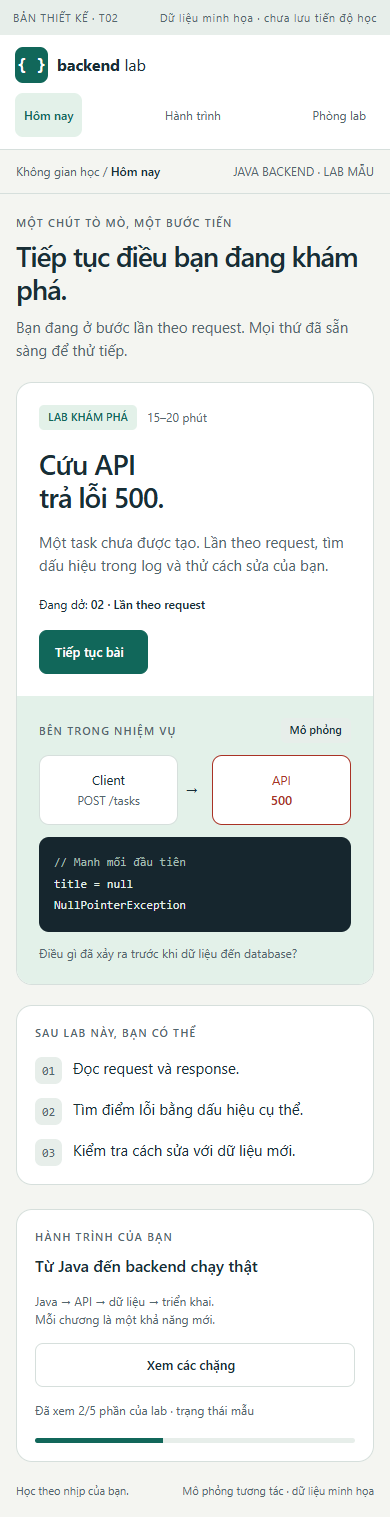 BẢN THIẾT KẾ · T02
Dữ liệu minh họa · chưa lưu tiến độ học
{ } backend lab
Hôm nay
Hành trình
Phòng lab
Không gian học / Hôm nay
JAVA BACKEND · LAB MẪU
MỘT CHÚT TÒ MÒ, MỘT BƯỚC TIẾN
Tiếp tục điều bạn đang khám
phá.
Bạn đang ở bước lần theo request. Mọi thứ đã sẵn
sàng để thử tiếp.
LAB KHÁM PHÁ
15–20 phút
Cứu API
trả lỗi 500.
Một task chưa được tạo. Lần theo request, tìm
dấu hiệu trong log và thử cách sửa của bạn.
Đang dở: 02 · Lần theo request
Tiếp tục bài
BÊN TRONG NHIỆM VỤ
Mô phỏng
Client
POST /tasks
→
API
500
// Manh mối đầu tiên
title = null
NullPointerException
Điều gì đã xảy ra trước khi dữ liệu đến database?
SAU LAB NÀY, BẠN CÓ THỂ
01 Đọc request và response.
02 Tìm điểm lỗi bằng dấu hiệu cụ thể.
03 Kiểm tra cách sửa với dữ liệu mới.
HÀNH TRÌNH CỦA BẠN
Từ Java đến backend chạy thật
Java → API → dữ liệu → triển khai.
Mỗi chương là một khả năng mới.
Xem các chặng
Đã xem 2/5 phần của lab · trạng thái mẫu
Học theo nhịp của bạn.
Mô phỏng tương tác · dữ liệu minh họa